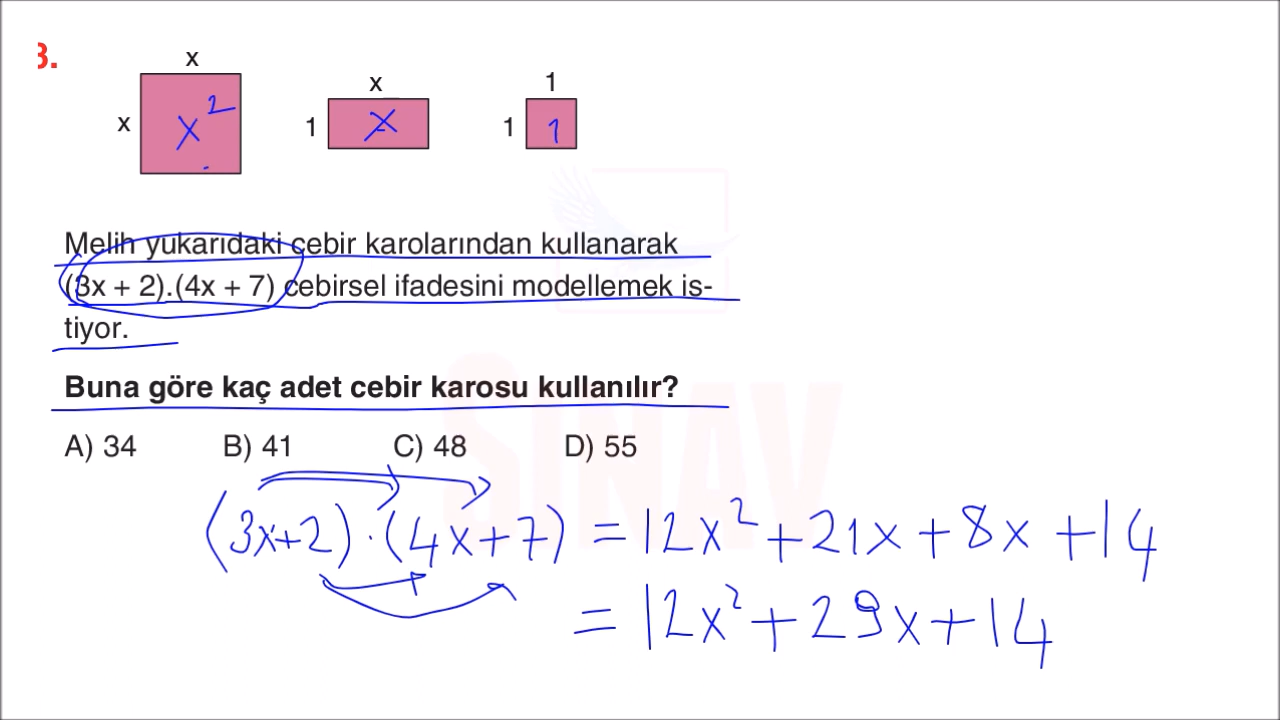 3.
x
x
x²
x
1
x
1
1
1
Melih yukarıdaki cebir karolarından kullanarak
(3x + 2).(4x + 7) cebirsel ifadesini modellemek is-
tiyor.
Buna göre kaç adet cebir karosu kullanılır?
A) 34 B) 41 C) 48 D) 55
SINAV
(3x+2)·(4x+7) = 12x²+21x+8x+14
= 12x²+29x+14